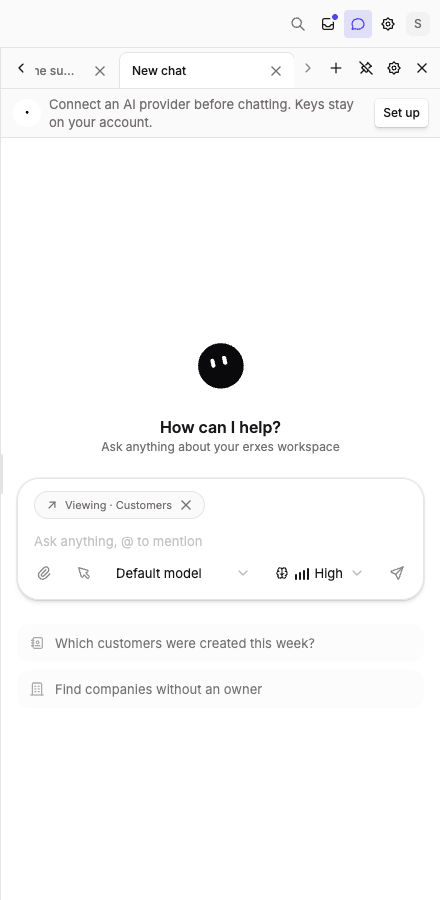 S
ne su...
New chat
Connect an AI provider before chatting. Keys stay
on your account.
Set up
How can I help?
Ask anything about your erxes workspace
Viewing · Customers
Ask anything, @ to mention
Default model
High
Which customers were created this week?
Find companies without an owner